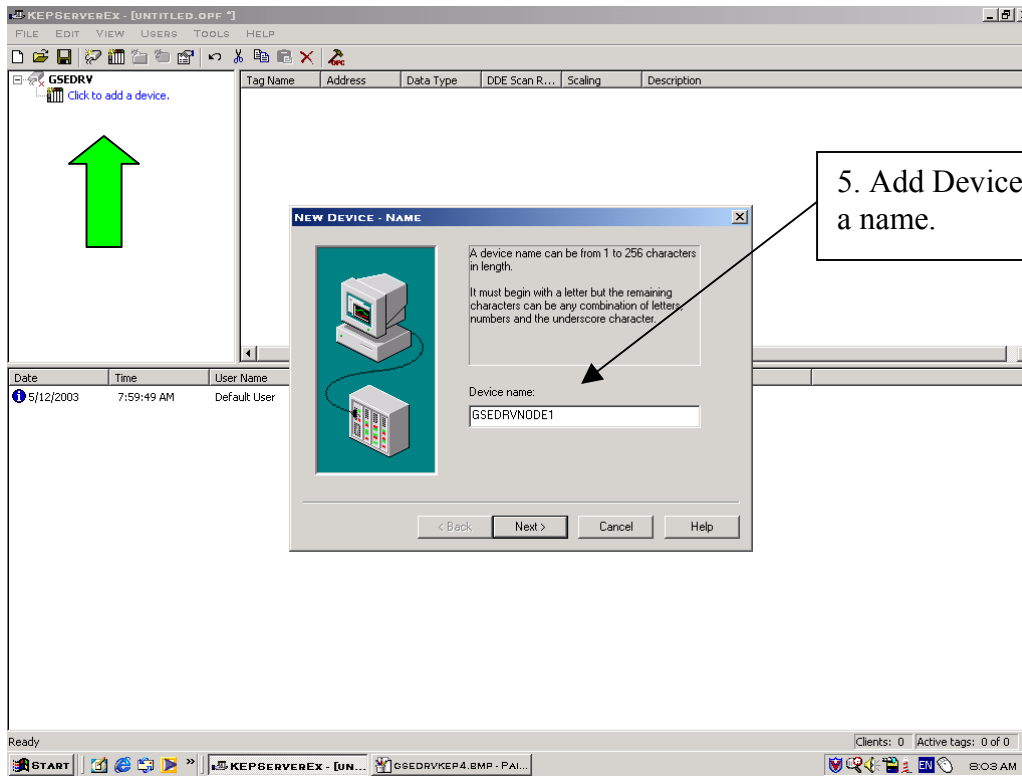 KEPServerEx - [Untitled.opf *]
File Edit View Users Tools Help
GSEDRV
Click to add a device.
Tag Name Address Data Type DDE Scan R... Scaling Description
5. Add Device
a name.
New Device - Name
A device name can be from 1 to 256 characters
in length.
It must begin with a letter but the remaining
characters can be any combination of letters,
numbers and the underscore character.
Device name:
GSEDRVNODE1
< Back Next > Cancel Help
Date Time User Name
5/12/2003 7:59:49 AM Default User
Ready
Clients: 0 Active tags: 0 of 0
Start » KEPServerEx - [Un... gsedrvkep4.bmp - Pai... EN 8:03 AM